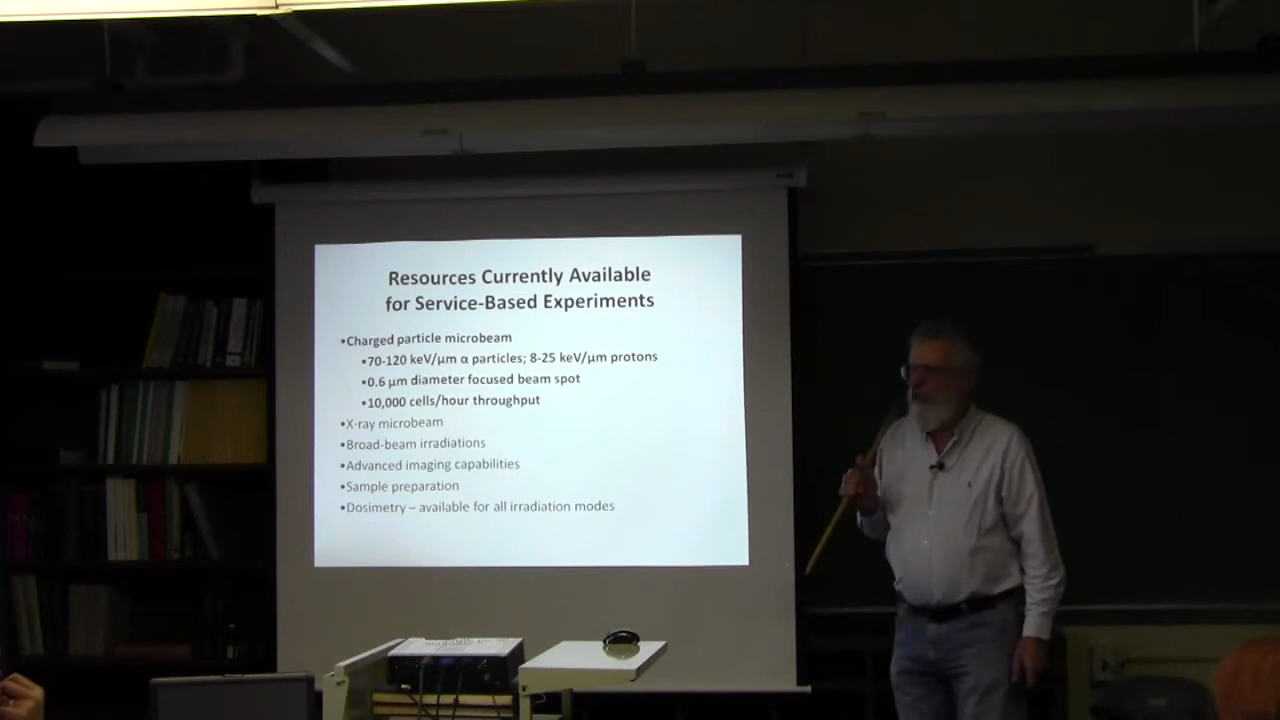 Resources Currently Available
for Service-Based Experiments
•Charged particle microbeam
•70-120 keV/µm α particles; 8-25 keV/µm protons
•0.6 µm diameter focused beam spot
•10,000 cells/hour throughput
•X-ray microbeam
•Broad-beam irradiations
•Advanced imaging capabilities
•Sample preparation
•Dosimetry – available for all irradiation modes